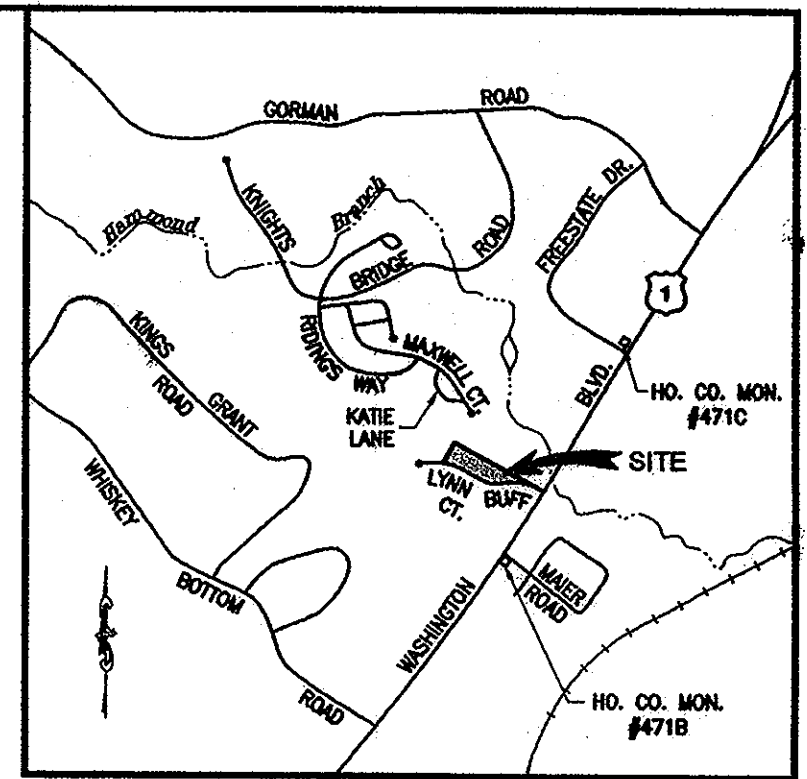 GORMAN ROAD
KNIGHTS BRIDGE ROAD
Hammond Branch
FREESTATE DR.
1
RIDINGS WAY
MAXWELL CT.
KATIE
LANE
KINGS GRANT
ROAD
WASHINGTON BLVD.
HO. CO. MON.
#471C
SITE
LYNN BUFF
CT.
WHISKEY BOTTOM ROAD
MAIER
ROAD
HO. CO. MON.
#471B